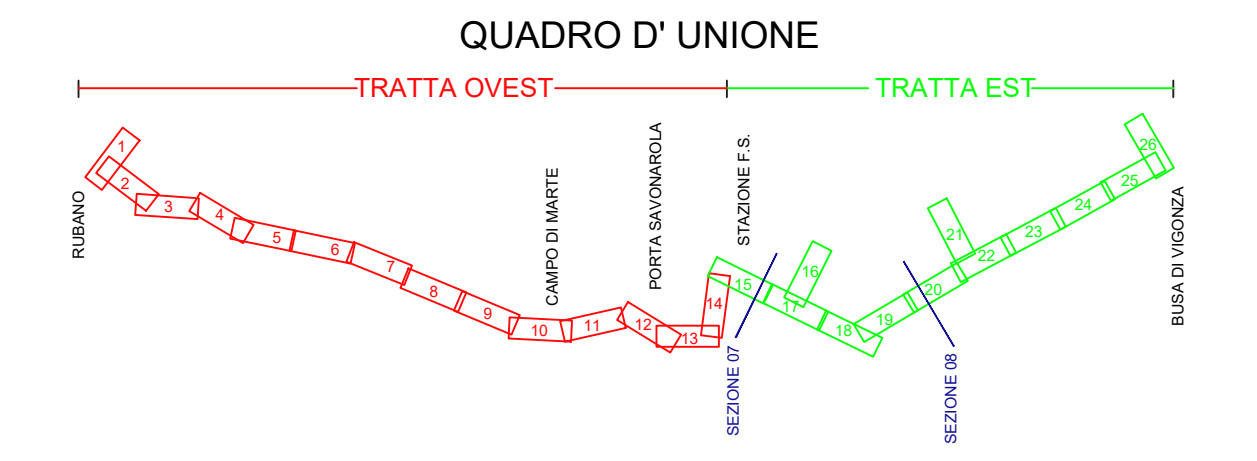 QUADRO D' UNIONE
TRATTA OVEST
TRATTA EST
RUBANO
CAMPO DI MARTE
PORTA SAVONAROLA
STAZIONE F.S.
BUSA DI VIGONZA
1
2
3
4
5
6
7
8
9
10
11
12
13
14
15
16
17
18
19
20
21
22
23
24
25
26
SEZIONE 07
SEZIONE 08